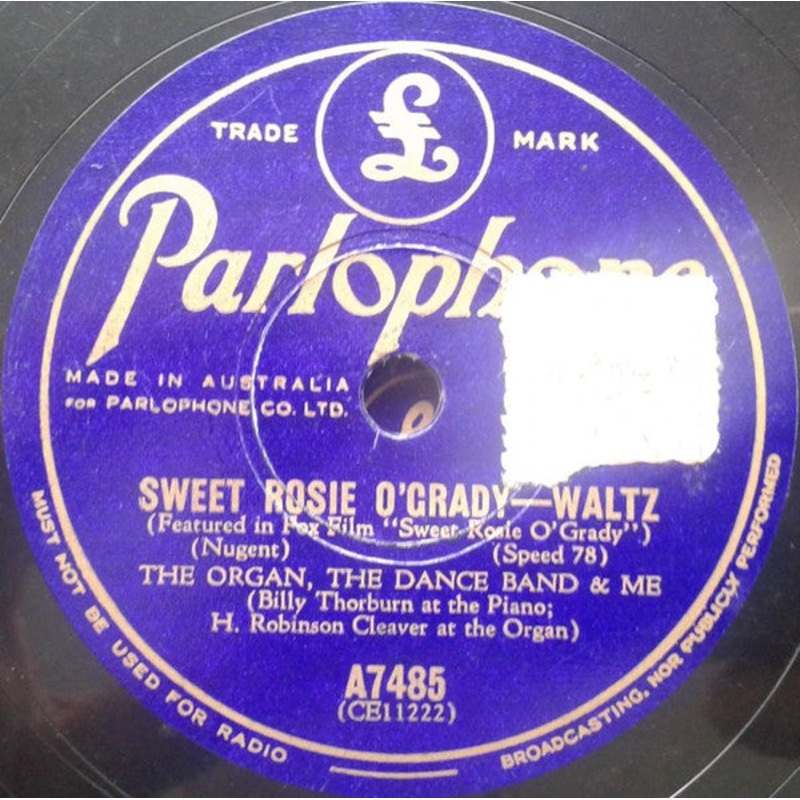 TRADE MARK
£
Parlophone
MADE IN AUSTRALIA
FOR PARLOPHONE CO. LTD.
SWEET ROSIE O'GRADY—WALTZ
(Featured in Fox Film "Sweet Rosie O'Grady")
(Nugent) (Speed 78)
THE ORGAN, THE DANCE BAND & ME
(Billy Thorburn at the Piano;
H. Robinson Cleaver at the Organ)
A7485
(CE11222)
MUST NOT BE USED FOR RADIO BROADCASTING, NOR PUBLICLY PERFORMED